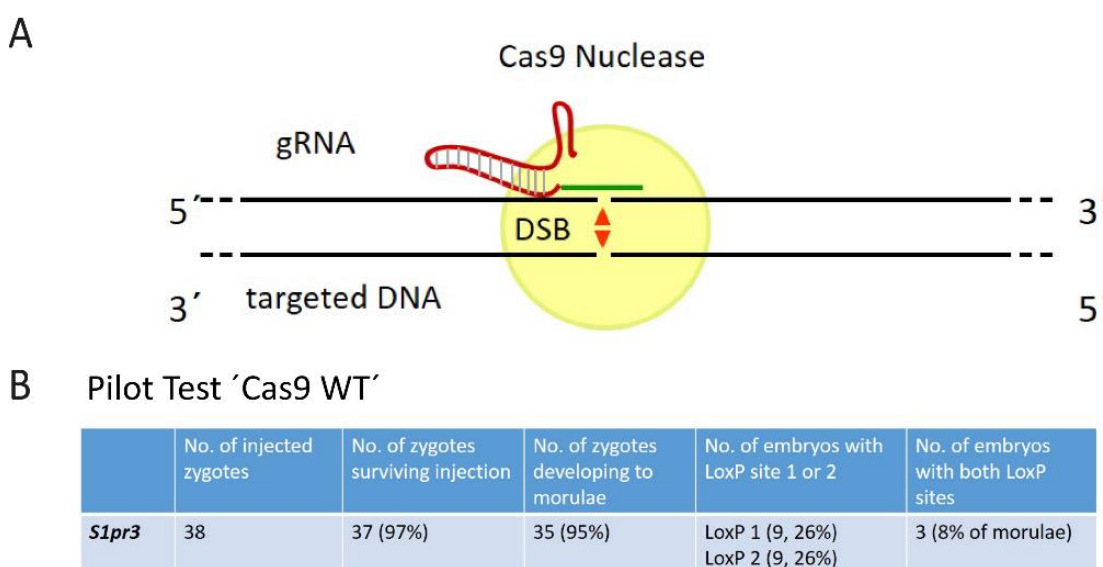 A
Cas9 Nuclease
gRNA
5´
3
DSB
3´
targeted DNA
5
B
Pilot Test ´Cas9 WT´
No. of injected zygotes
No. of zygotes surviving injection
No. of zygotes developing to morulae
No. of embryos with LoxP site 1 or 2
No. of embryos with both LoxP sites
S1pr3
38
37 (97%)
35 (95%)
LoxP 1 (9, 26%)
LoxP 2 (9, 26%)
3 (8% of morulae)